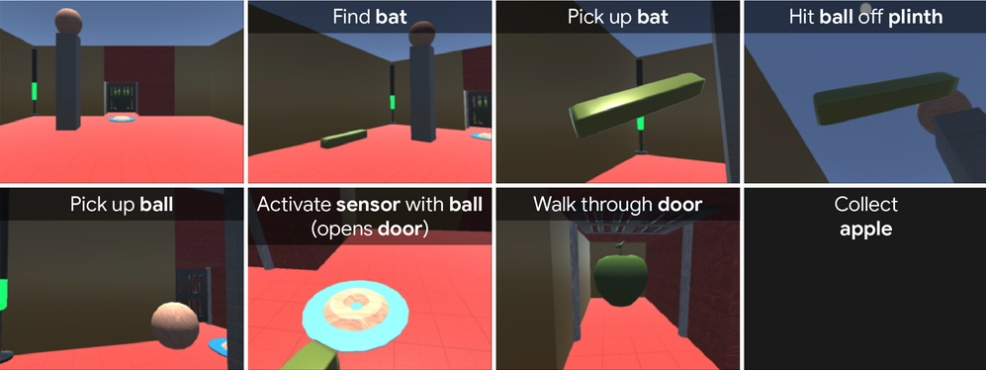 Find bat
Pick up bat
Hit ball off plinth
Pick up ball
Activate sensor with ball
(opens door)
Walk through door
Collect
apple